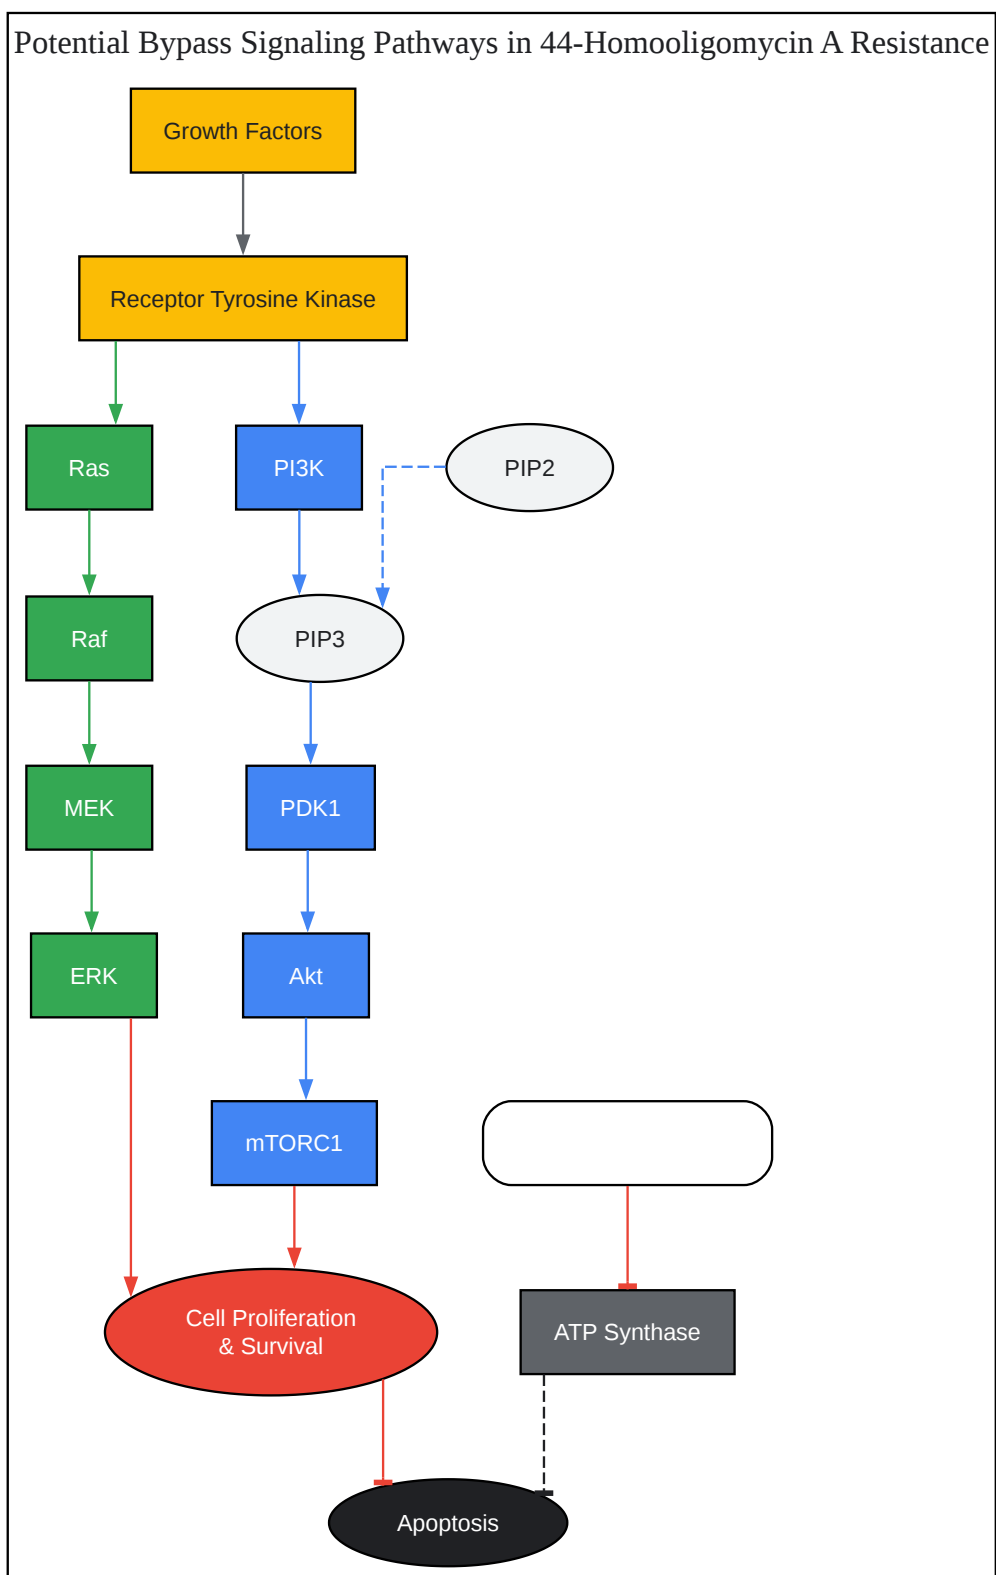 Potential Bypass Signaling Pathways in 44-Homooligomycin A Resistance
Growth Factors
Receptor Tyrosine Kinase
Ras
PI3K
PIP2
Raf
PIP3
MEK
PDK1
ERK
Akt
mTORC1
Cell Proliferation
& Survival
ATP Synthase
Apoptosis